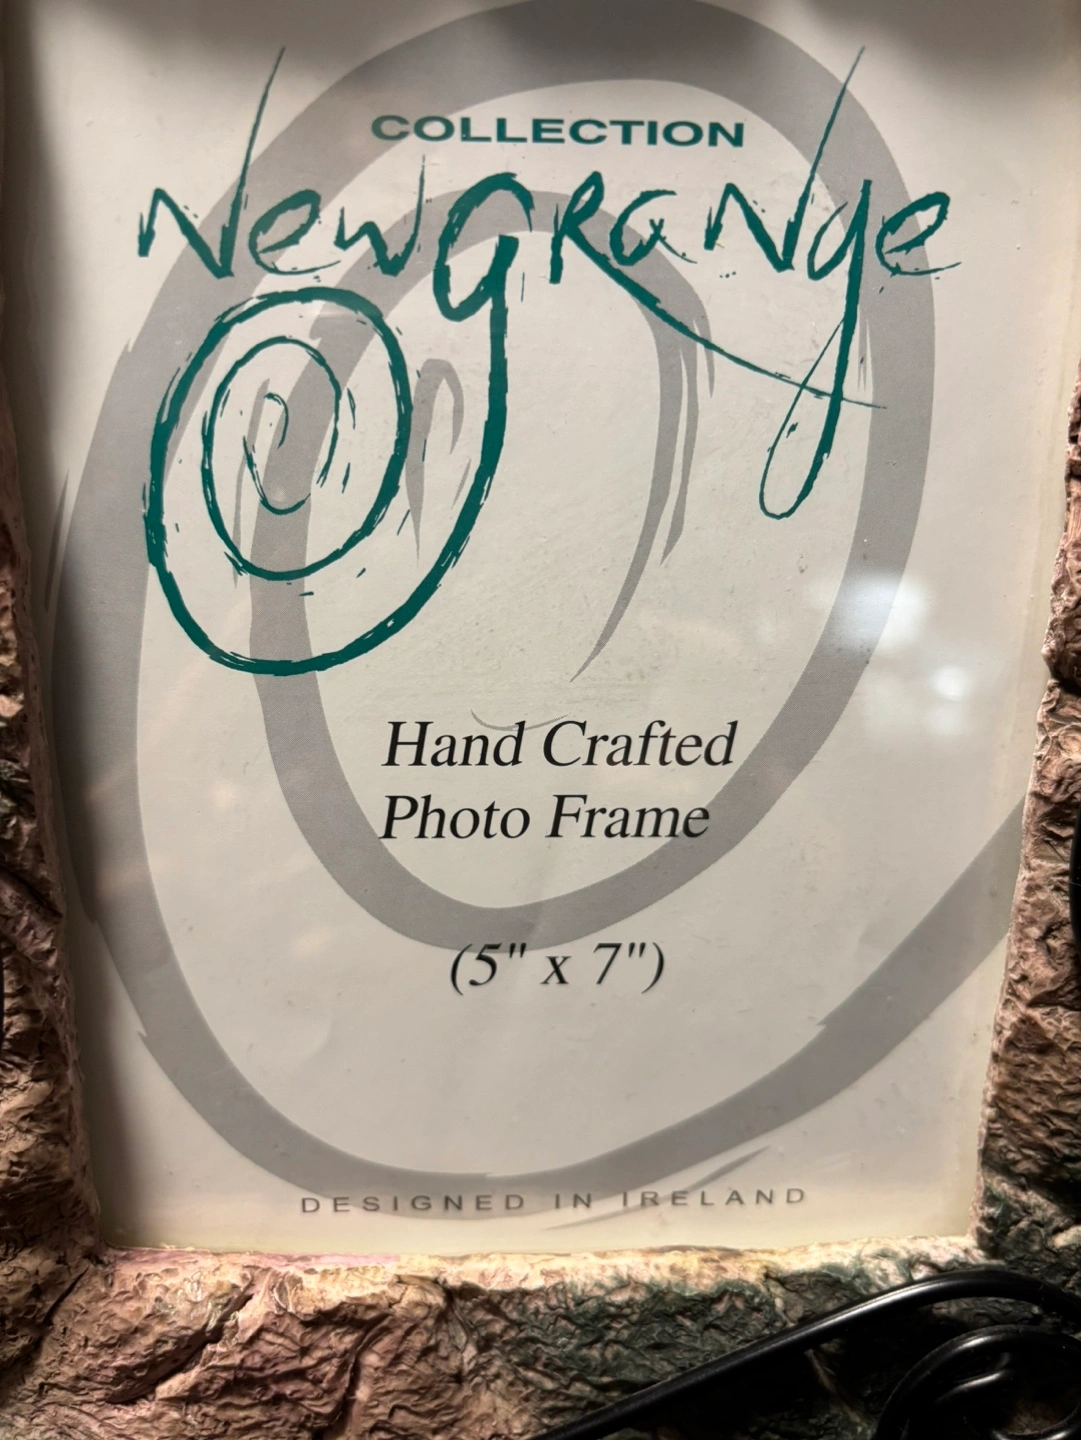 COLLECTION
Newgrange
Hand Crafted
Photo Frame
(5" x 7")
DESIGNED IN IRELAND